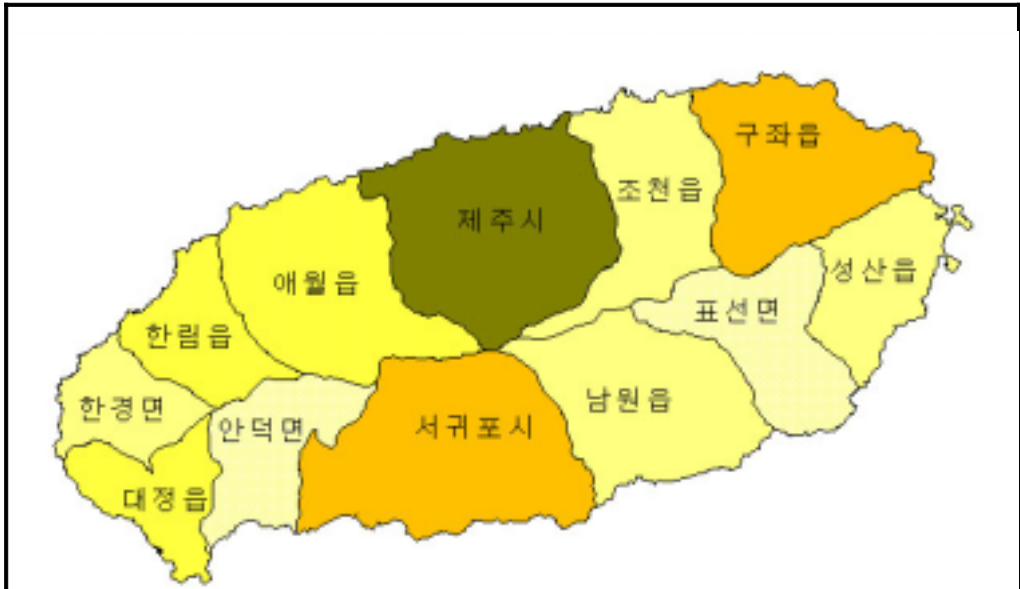 구좌읍
조천읍
제주시
성산읍
애월읍
표선면
한림읍
남원읍
한경면
안덕면
서귀포시
대정읍